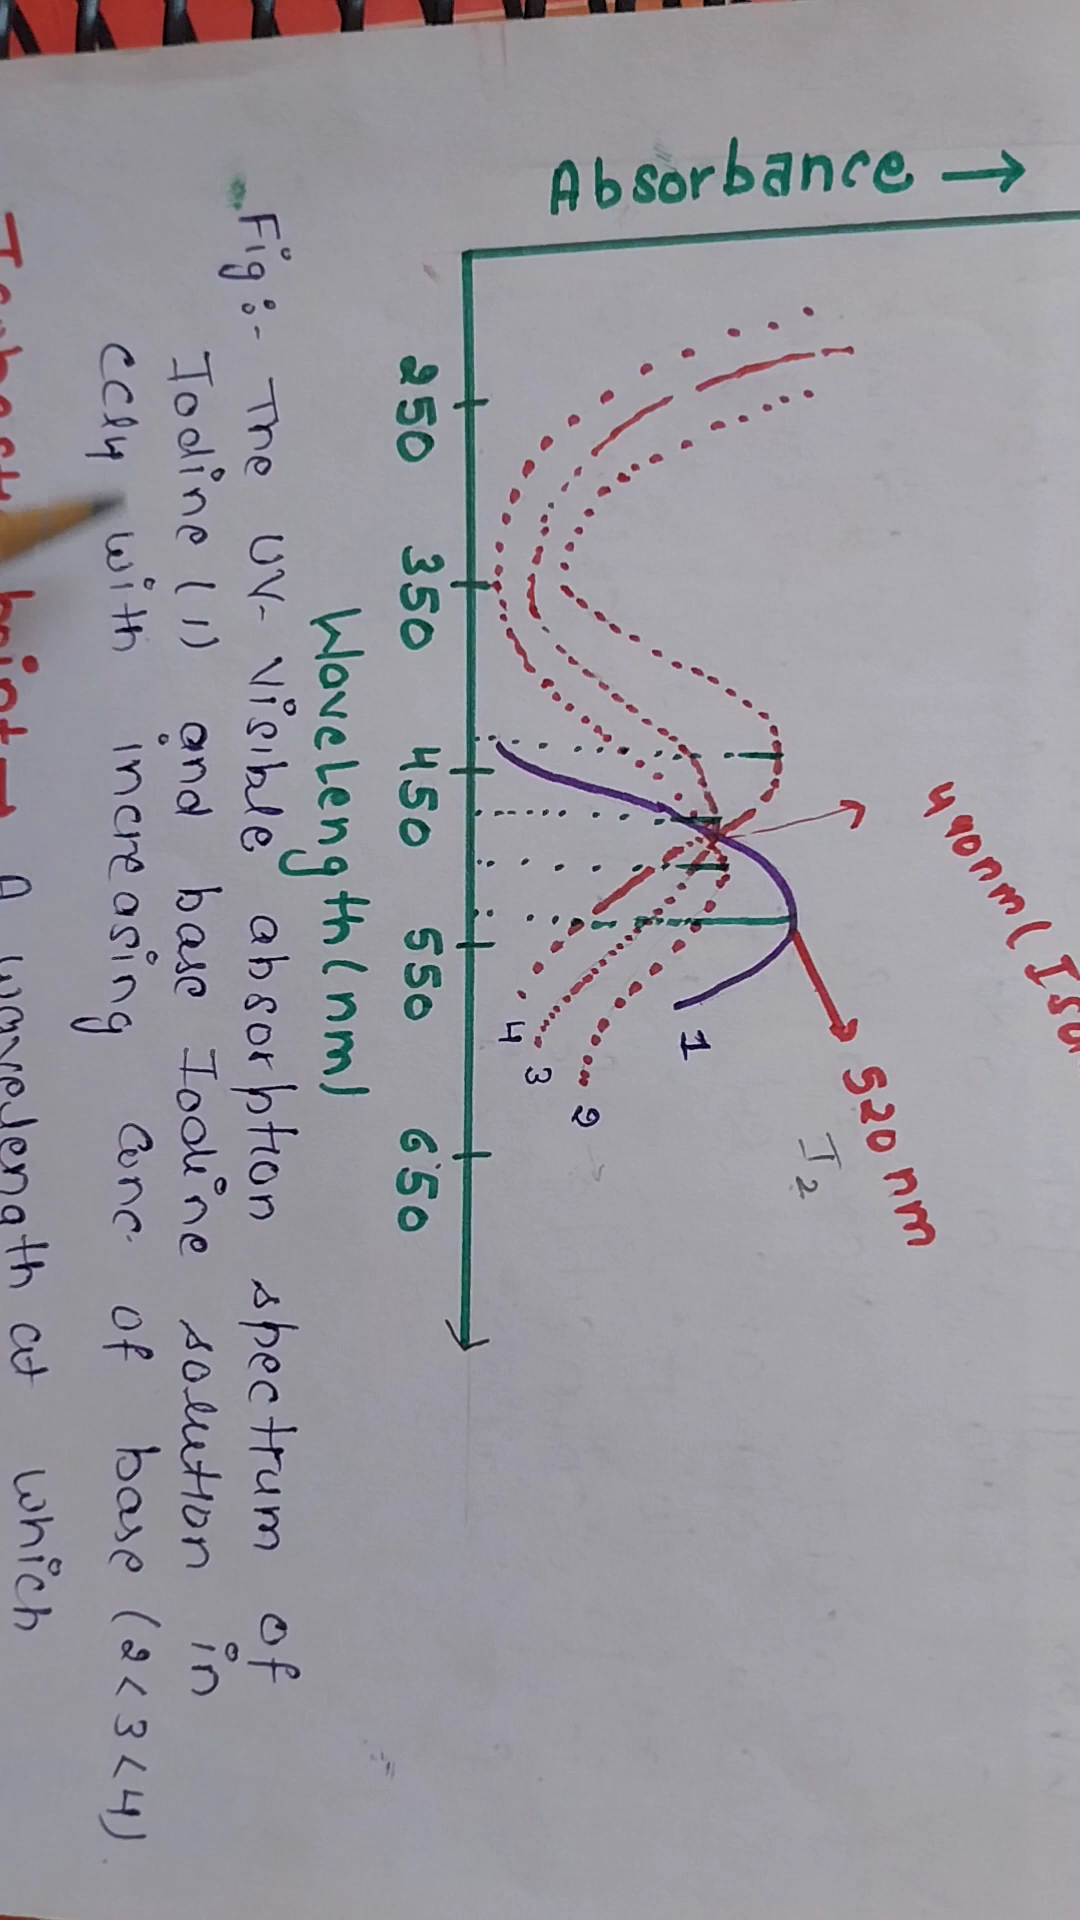 Absorbance →
490nm (Iso
520 nm
I2
1
2
3
4
250 350 450 550 650
Wavelength (nm)
Fig:- The UV-Visible absorption spectrum of
Iodine (1) and base Iodine solution in
CCl4 with increasing conc. of base (2<3<4).
A wavelength at which